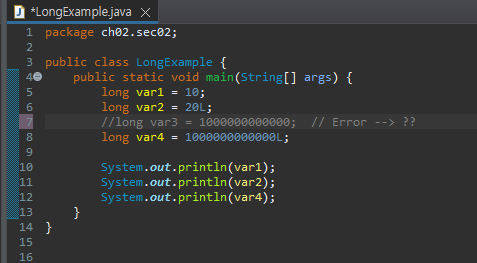 *LongExample.java
1 package ch02.sec02;
2
3 public class LongExample {
4     public static void main(String[] args) {
5         long var1 = 10;
6         long var2 = 20L;
7         //long var3 = 1000000000000;  // Error --> ??
8         long var4 = 1000000000000L;
9
10         System.out.println(var1);
11         System.out.println(var2);
12         System.out.println(var4);
13     }
14 }
15
16